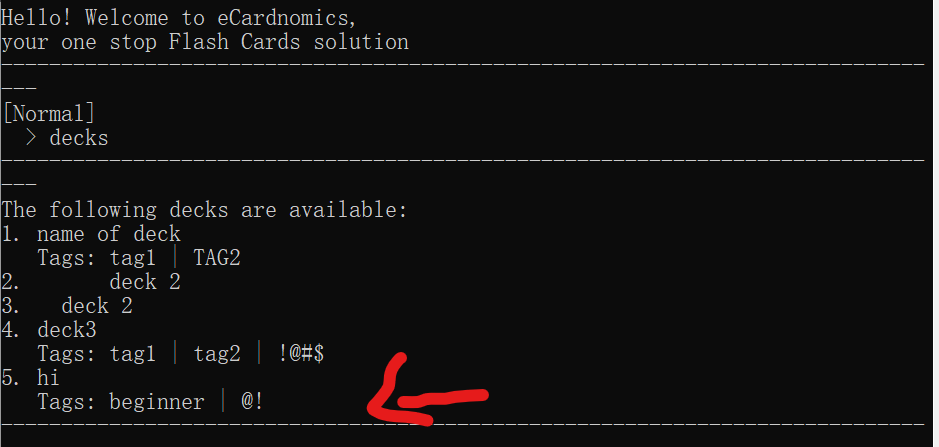 Hello! Welcome to eCardnomics,
your one stop Flash Cards solution
-----------------------------------------------------------------------------
---
[Normal]
  > decks
-----------------------------------------------------------------------------
---
The following decks are available:
1. name of deck
   Tags: tag1 | TAG2
2.       deck 2
3.   deck 2
4. deck3
   Tags: tag1 | tag2 | !@#$
5. hi
   Tags: beginner | @!
-----------------------------------------------------------------------------